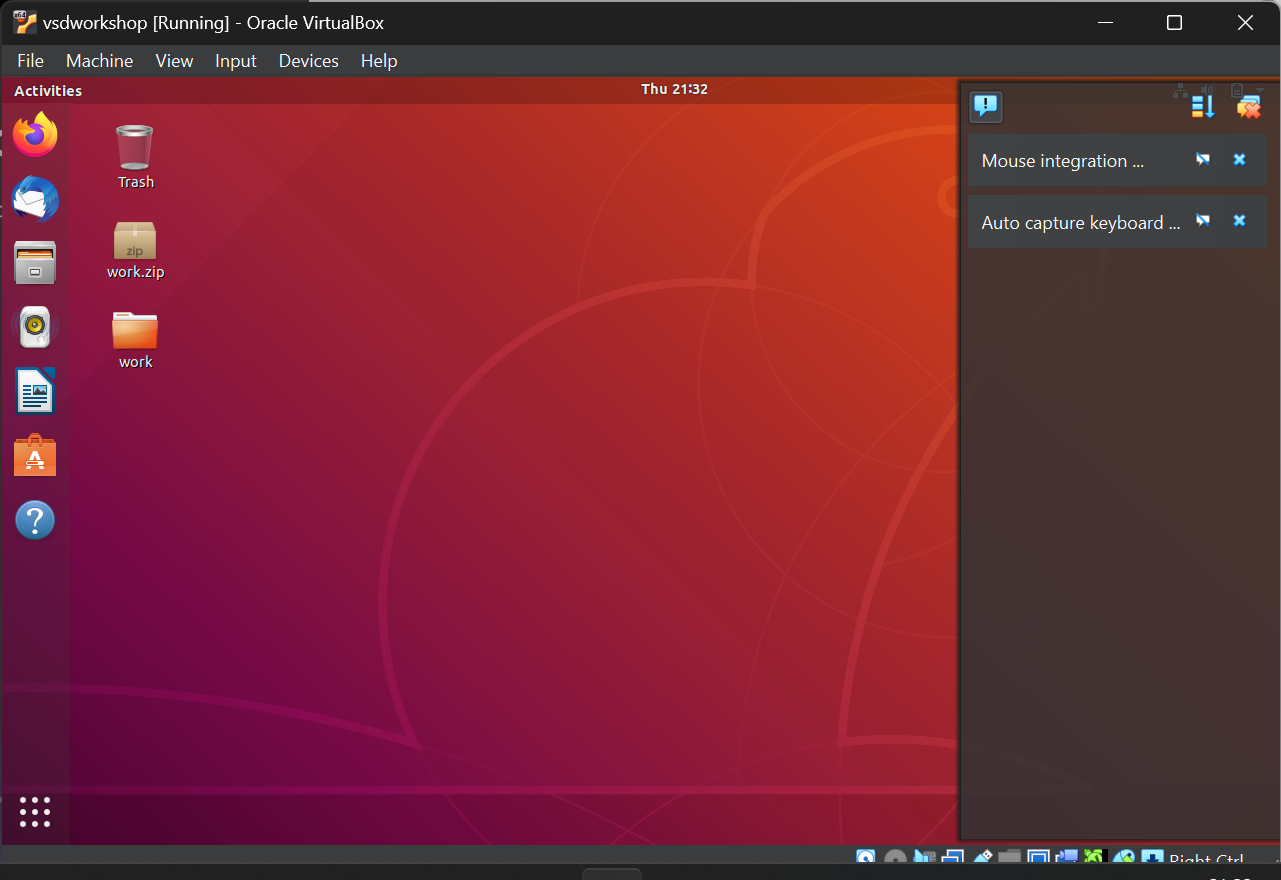 vsdworkshop [Running] - Oracle VirtualBox
File Machine View Input Devices Help
Activities
Thu 21:32
Trash
Mouse integration ...
Auto capture keyboard ...
zip
work.zip
work
Right Ctrl